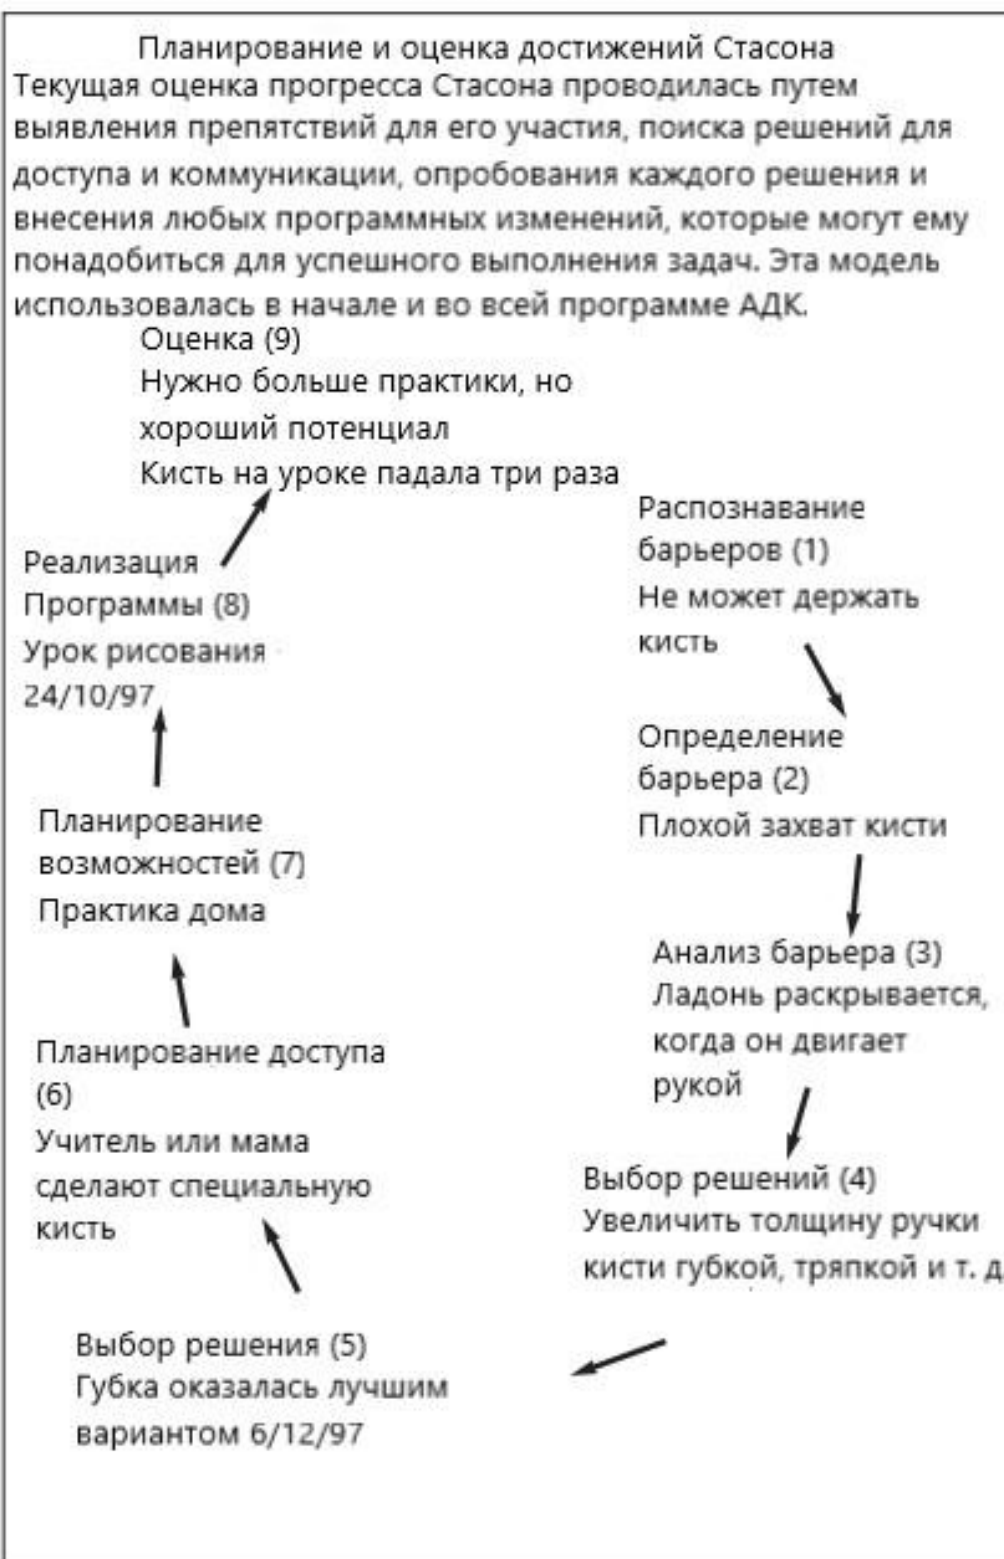 Планирование и оценка достижений Стасона
Текущая оценка прогресса Стасона проводилась путем
выявления препятствий для его участия, поиска решений для
доступа и коммуникации, опробования каждого решения и
внесения любых программных изменений, которые могут ему
понадобиться для успешного выполнения задач. Эта модель
использовалась в начале и во всей программе АДК.
Оценка (9)
Нужно больше практики, но
хороший потенциал
Кисть на уроке падала три раза
Распознавание
барьеров (1)
Не может держать
кисть
Определение
барьера (2)
Плохой захват кисти
Анализ барьера (3)
Ладонь раскрывается,
когда он двигает
рукой
Выбор решений (4)
Увеличить толщину ручки
кисти губкой, тряпкой и т. д
Выбор решения (5)
Губка оказалась лучшим
вариантом 6/12/97
Планирование доступа
(6)
Учитель или мама
сделают специальную
кисть
Планирование
возможностей (7)
Практика дома
Реализация
Программы (8)
Урок рисования
24/10/97